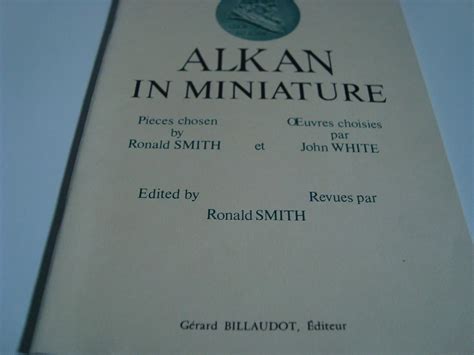 ALKAN
IN MINIATURE
Pieces chosen Œuvres choisies
by par
Ronald SMITH et John WHITE
Edited by Revues par
Ronald SMITH
Gérard BILLAUDOT, Éditeur